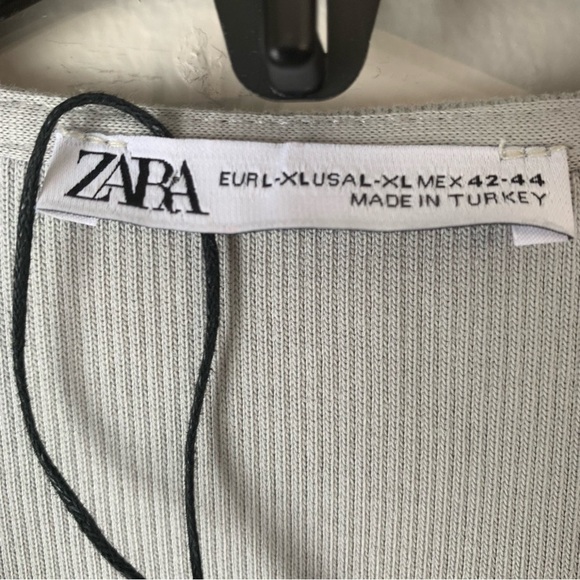 ZARA
EUR L-XL USA L-XL MEX 42-44
MADE IN TURKEY